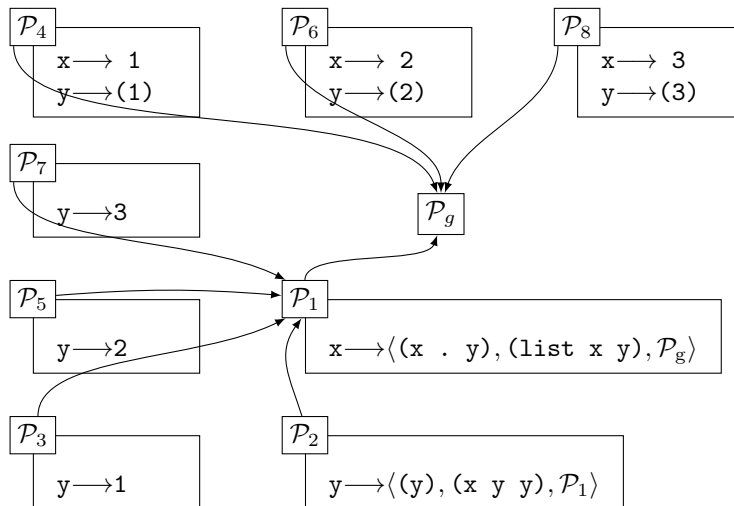 𝒫₄
x⟶ 1
y⟶(1)
𝒫₆
x⟶ 2
y⟶(2)
𝒫₈
x⟶ 3
y⟶(3)
𝒫₇
y⟶3
𝒫g
𝒫₅
y⟶2
𝒫₁
x⟶⟨(x . y),(list x y),𝒫g⟩
𝒫₃
y⟶1
𝒫₂
y⟶⟨(y),(x y y),𝒫₁⟩